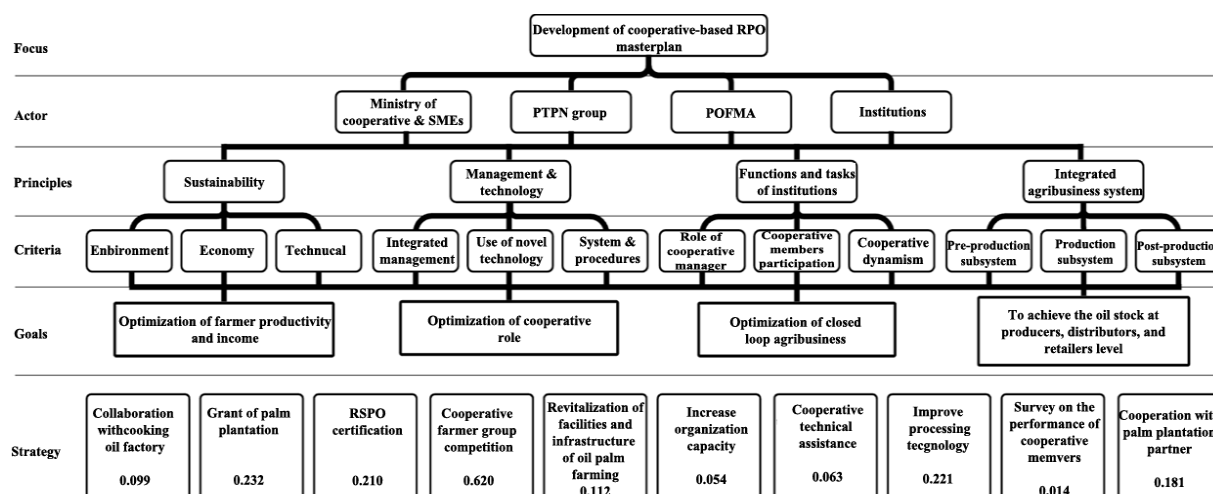 Focus
Development of cooperative-based RPO
masterplan
Actor
Ministry of
cooperative & SMEs
PTPN group
POFMA
Institutions
Principles
Sustainability
Management &
technology
Functions and tasks
of institutions
Integrated
agribusiness system
Criteria
Enbironment
Economy
Technucal
Integrated
management
Use of novel
technology
System &
procedures
Role of
cooperative
manager
Cooperative
members
participation
Cooperative
dynamism
Pre-production
subsystem
Production
subsystem
Post-production
subsystem
Goals
Optimization of farmer productivity
and income
Optimization of cooperative
role
Optimization of closed
loop agribusiness
To achieve the oil stock at
producers, distributors, and
retailers level
Strategy
Collaboration
withcooking
oil factory
0.099
Grant of palm
plantation
0.232
RSPO
certification
0.210
Cooperative
farmer group
competition
0.620
Revitalization of
facilities and
infrastructure
of oil palm
farming
0.112
Increase
organization
capacity
0.054
Cooperative
technical
assistance
0.063
Improve
processing
tecgnology
0.221
Survey on the
performance of
cooperative
memvers
0.014
Cooperation with
palm plantation
partner
0.181